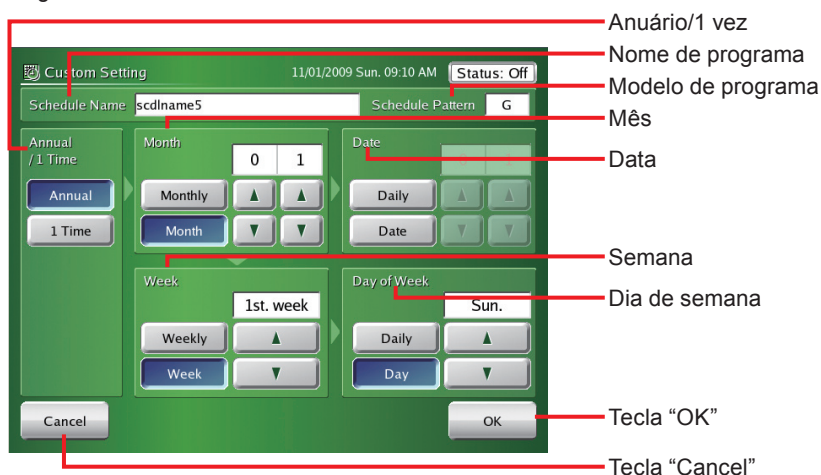 Anuário/1 vez
Nome de programa
Modelo de programa
Mês
Data
Semana
Dia de semana
Tecla “OK”
Tecla “Cancel”
Custom Setting 11/01/2009 Sun. 09:10 AM Status: Off
Schedule Name scdlname5 Schedule Pattern G
Annual
/ 1 Time
Annual
1 Time
Month
0 1
Monthly
Month
Date
0 1
Daily
Date
Week
1st. week
Weekly
Week
Day of Week
Sun.
Daily
Day
Cancel
OK